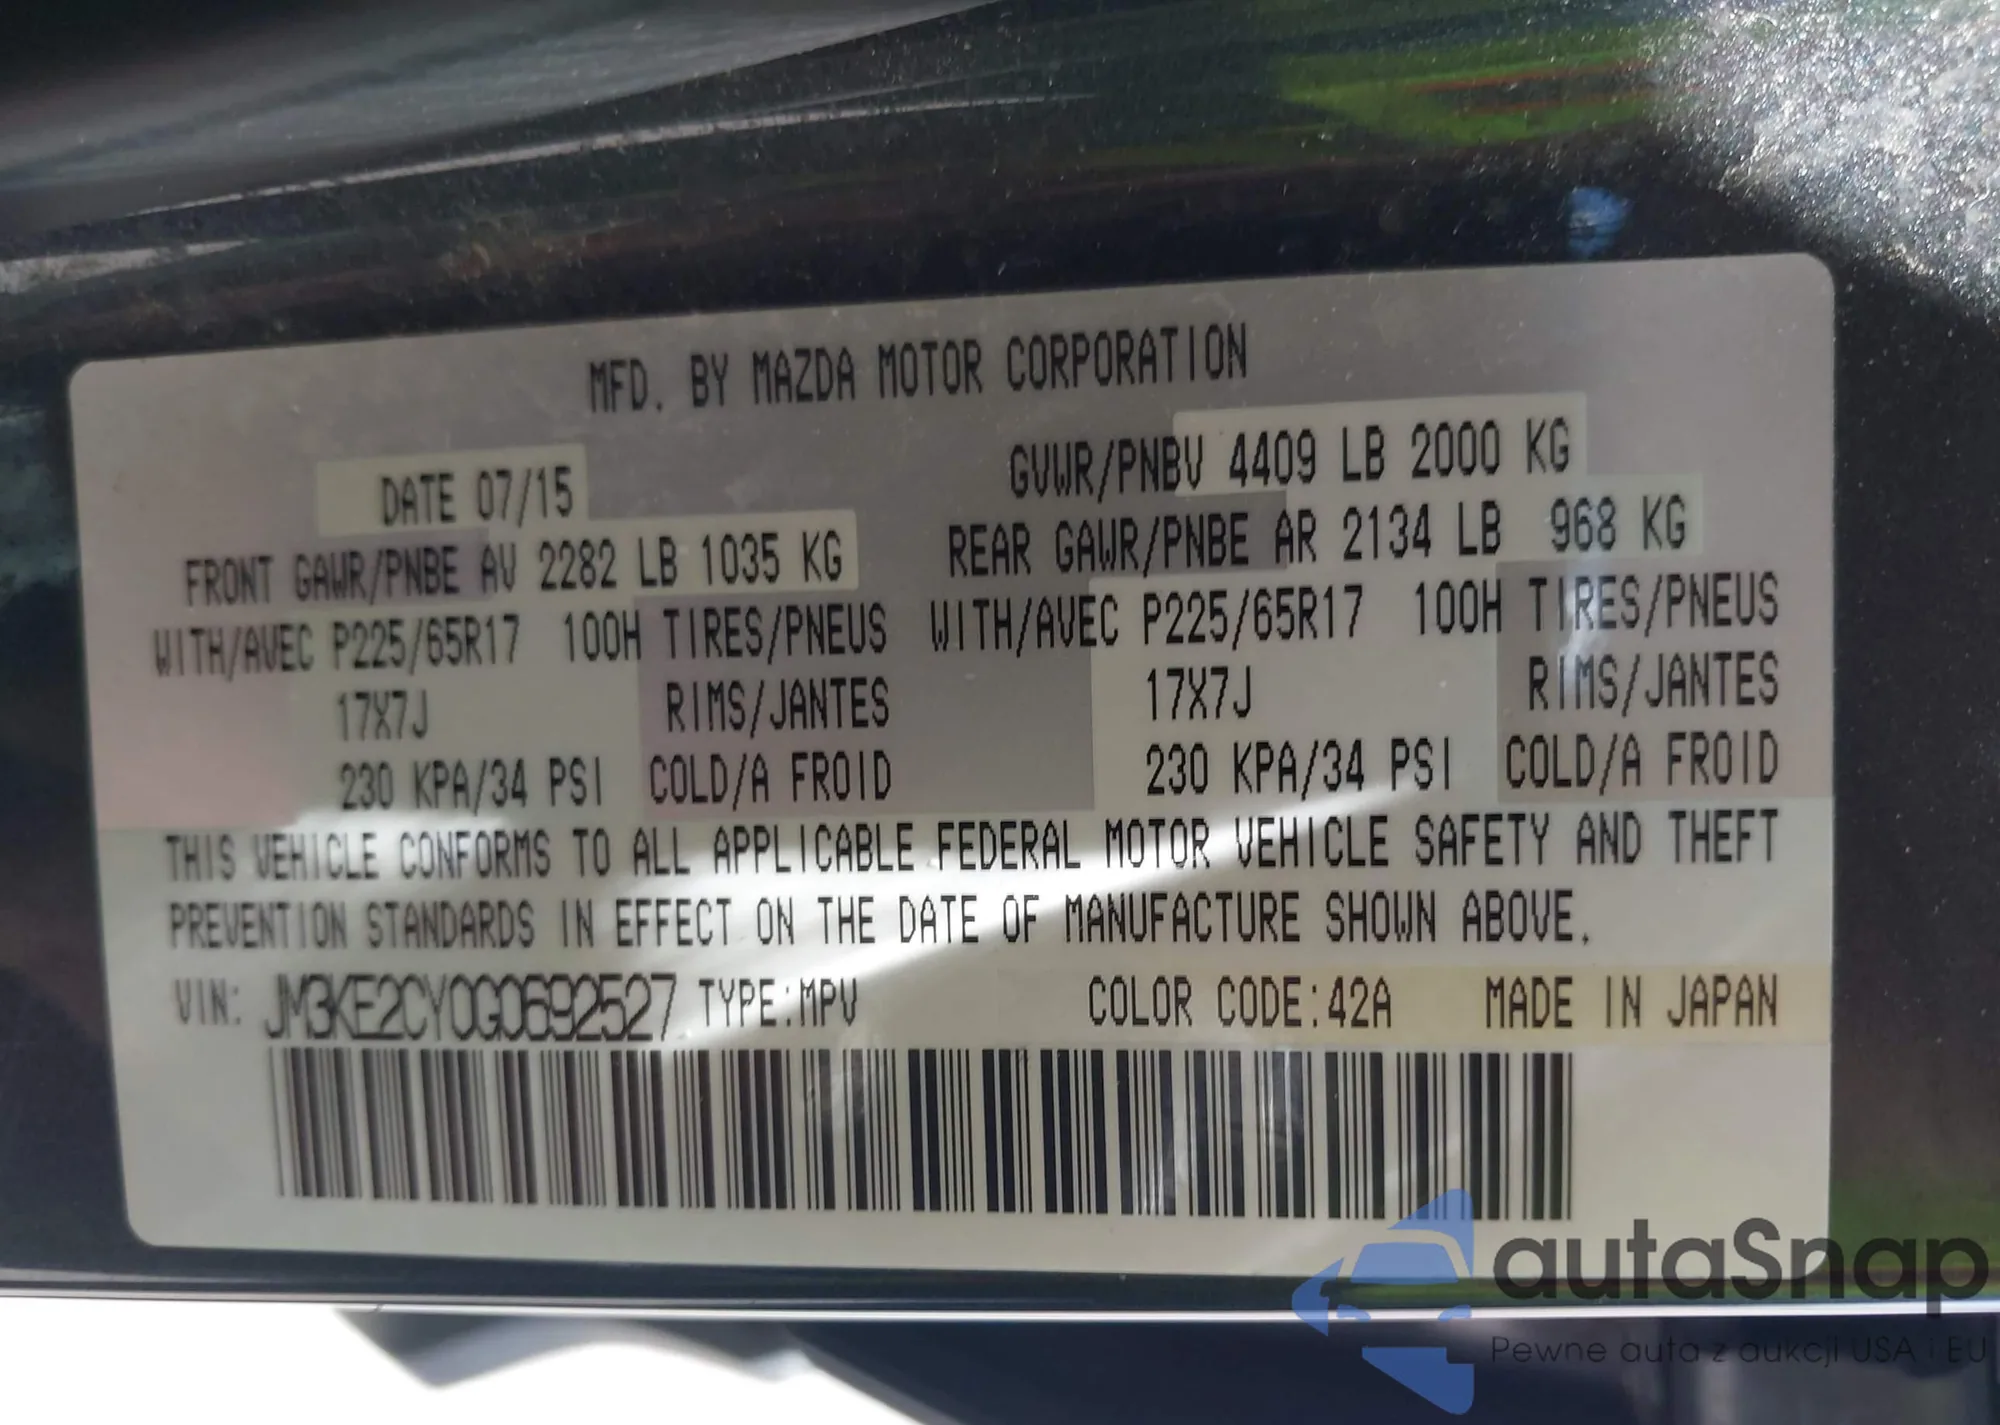 MFD. BY MAZDA MOTOR CORPORATION
DATE 07/15
GVWR/PNBV 4409 LB 2000 KG
FRONT GAWR/PNBE AV 2282 LB 1035 KG
REAR GAWR/PNBE AR 2134 LB 968 KG
WITH/AVEC P225/65R17 100H TIRES/PNEUS
WITH/AVEC P225/65R17 100H TIRES/PNEUS
17X7J RIMS/JANTES
17X7J RIMS/JANTES
230 KPA/34 PSI COLD/A FROID
230 KPA/34 PSI COLD/A FROID
THIS VEHICLE CONFORMS TO ALL APPLICABLE FEDERAL MOTOR VEHICLE SAFETY AND THEFT
PREVENTION STANDARDS IN EFFECT ON THE DATE OF MANUFACTURE SHOWN ABOVE.
VIN: JM3KE2CY0G0692527 TYPE:MPV COLOR CODE:42A MADE IN JAPAN
autaSnap
Pewne auta z aukcji USA i EU